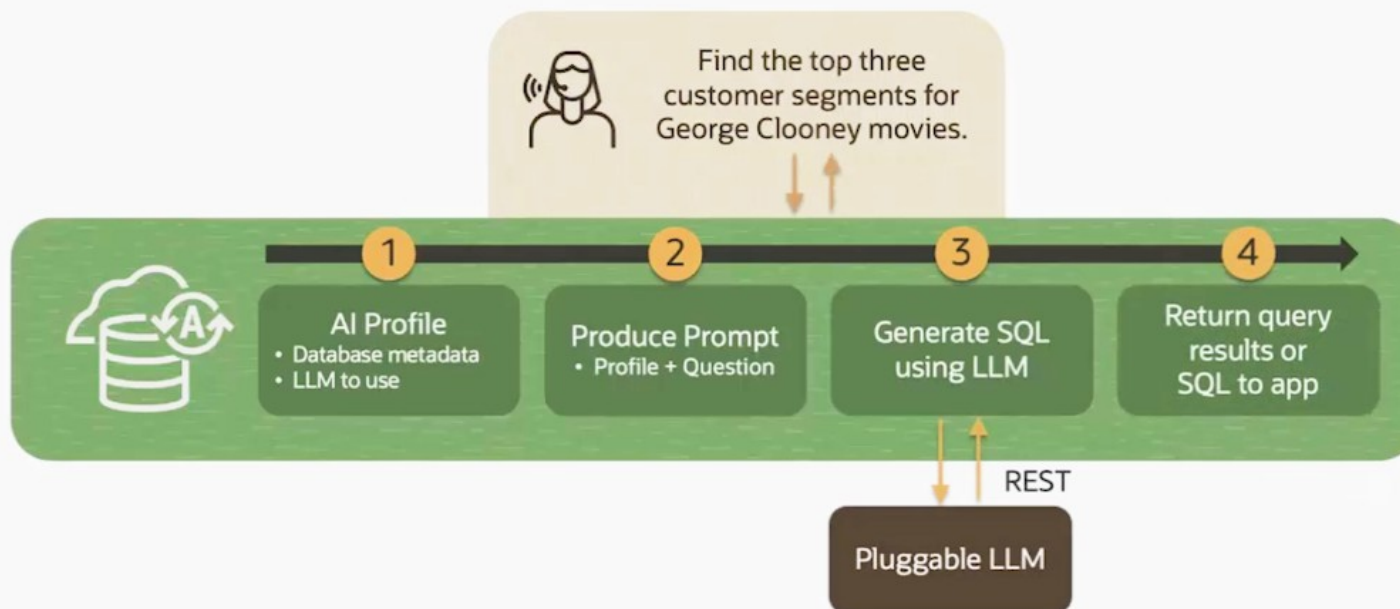 Find the top three
customer segments for
George Clooney movies.
1
2
3
4
A
AI Profile
• Database metadata
• LLM to use
Produce Prompt
• Profile + Question
Generate SQL
using LLM
Return query
results or
SQL to app
REST
Pluggable LLM